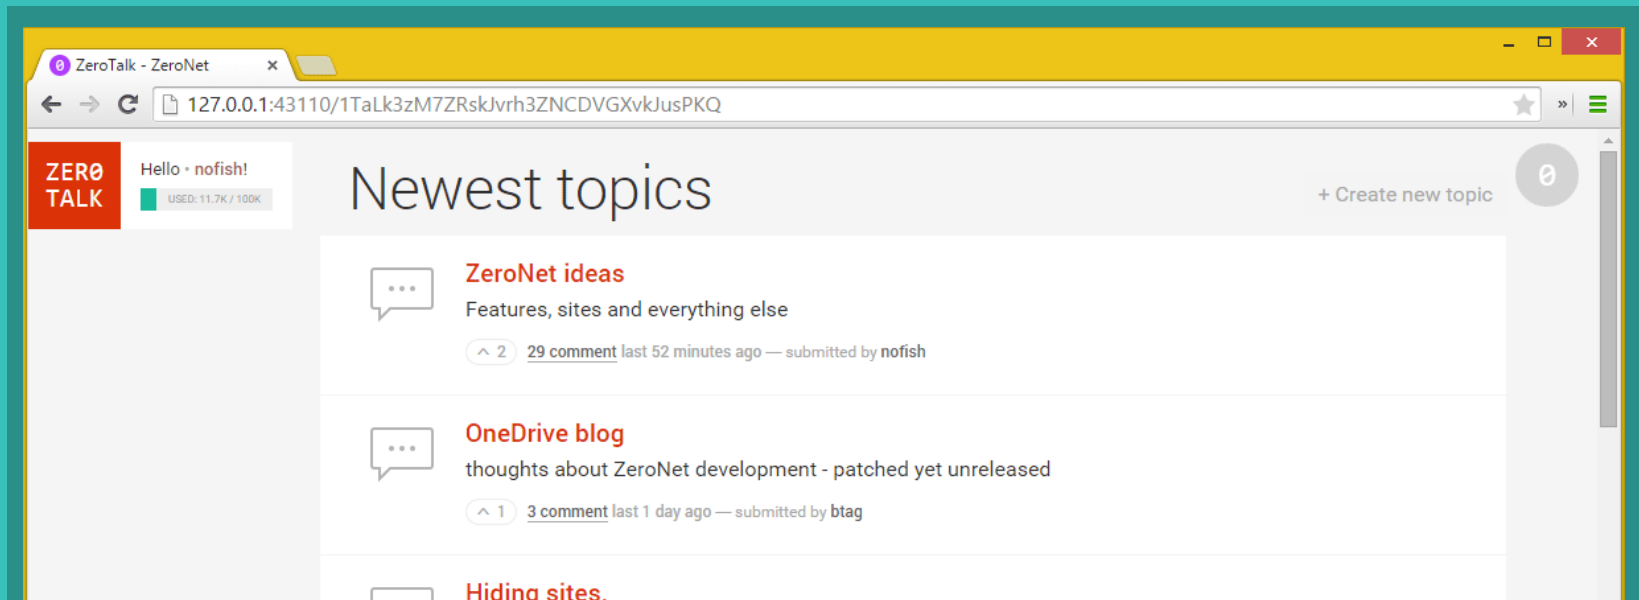 ZeroTalk - ZeroNet
127.0.0.1:43110/1TaLk3zM7ZRskJvrh3ZNCDVGXvkJusPKQ
ZER0
TALK
Hello • nofish!
USED: 11.7K / 100K
Newest topics
+ Create new topic
0
ZeroNet ideas
Features, sites and everything else
2 29 comment last 52 minutes ago — submitted by nofish
OneDrive blog
thoughts about ZeroNet development - patched yet unreleased
1 3 comment last 1 day ago — submitted by btag
Hiding sites.